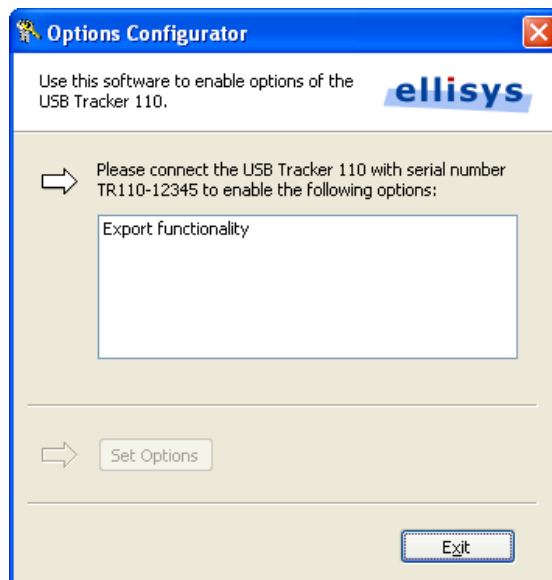 Options Configurator
Use this software to enable options of the
USB Tracker 110.
ellisys
Please connect the USB Tracker 110 with serial number
TR110-12345 to enable the following options:
Export functionality
Set Options
Exit